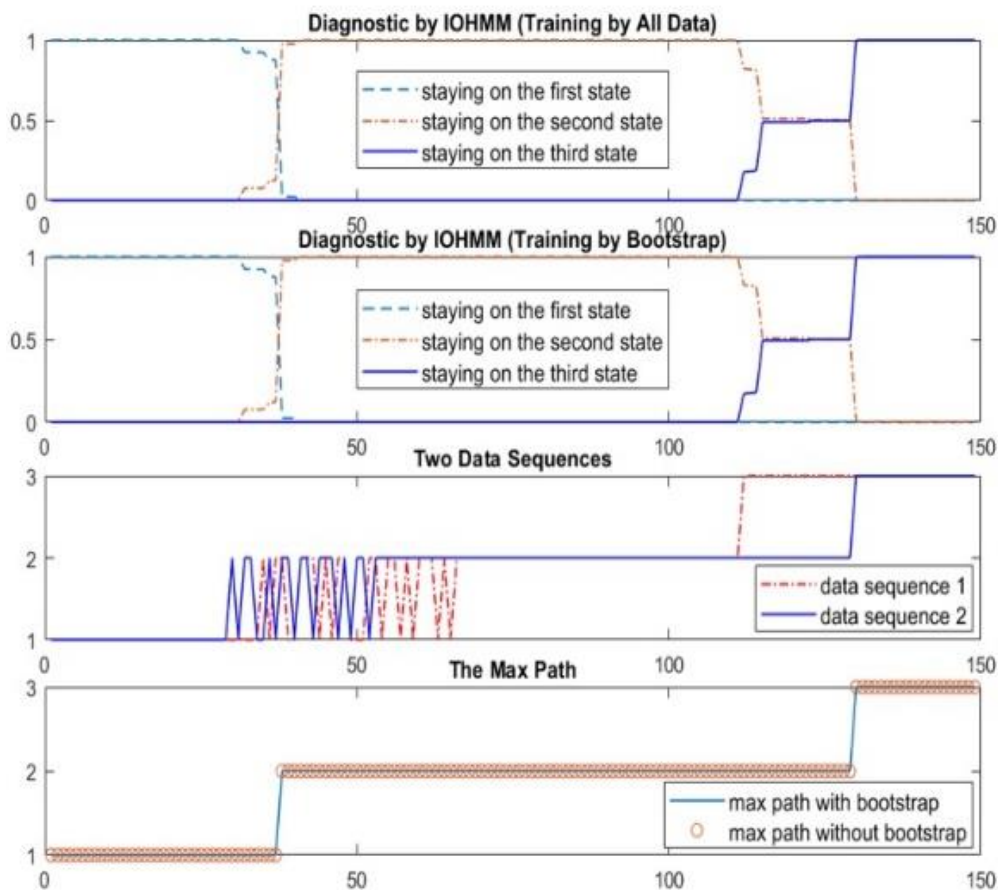 Diagnostic by IOHMM (Training by All Data)
1
0.5
0
staying on the first state
staying on the second state
staying on the third state
0 50 100 150
Diagnostic by IOHMM (Training by Bootstrap)
1
0.5
0
staying on the first state
staying on the second state
staying on the third state
0 50 100 150
Two Data Sequences
3
2
1
data sequence 1
data sequence 2
0 50 100 150
The Max Path
3
2
1
max path with bootstrap
max path without bootstrap
0 50 100 150